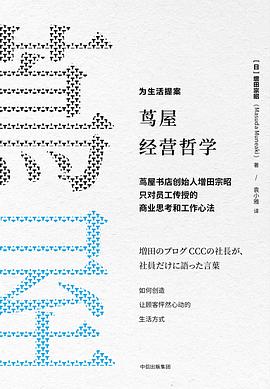 为生活提案
茑屋
经营哲学
茑屋书店创始人增田宗昭
只对员工传授的
商业思考和工作心法
増田のブログ CCCの社長が、
社員だけに語った言葉
如何创造
让顾客怦然心动的
生活方式
中信出版集团
[日] 增田宗昭 (Masuda Muneaki) 著 / 袁小雅 译